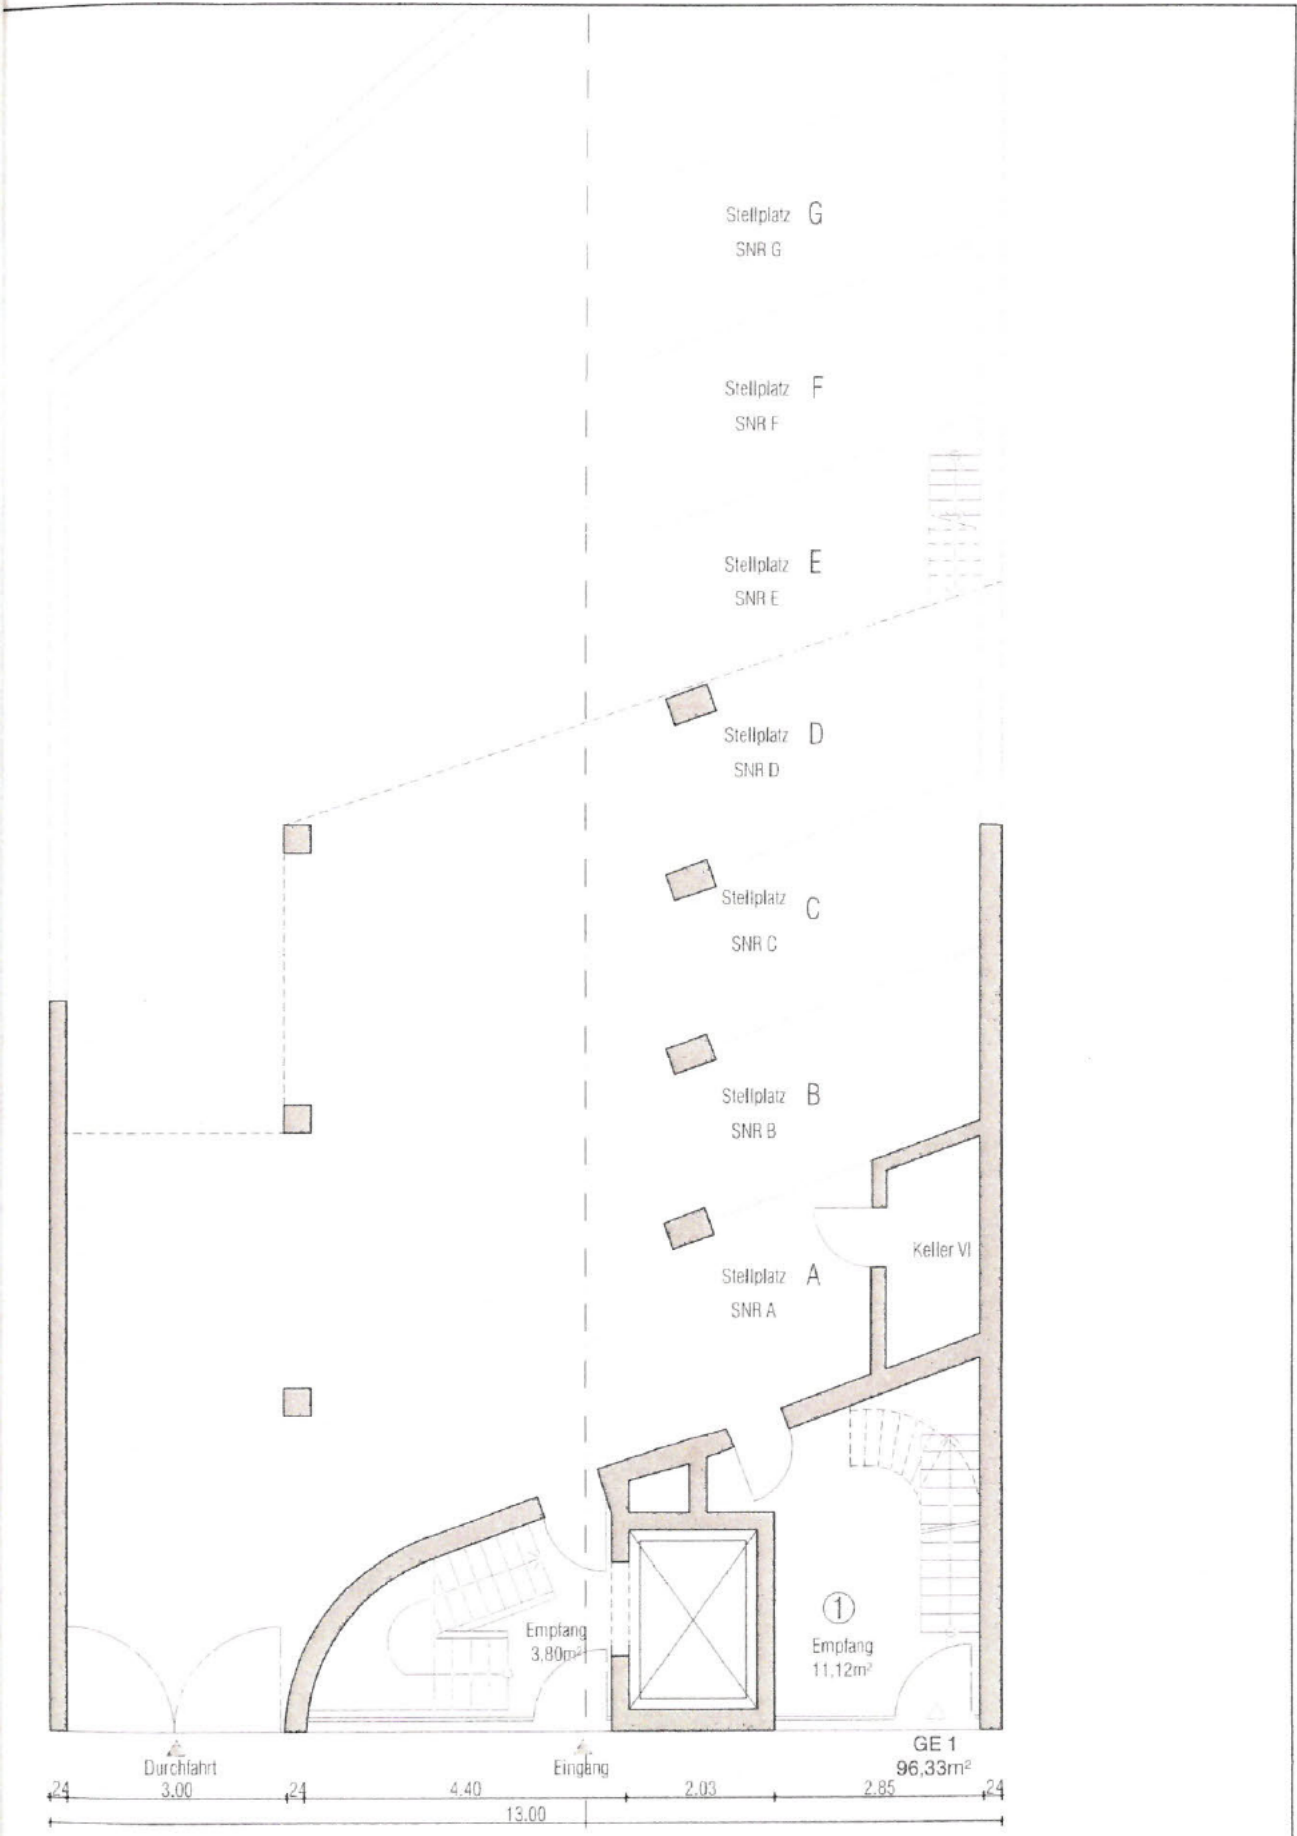 Stellplatz G
SNR G
Stellplatz F
SNR F
Stellplatz E
SNR E
Stellplatz D
SNR D
Stellplatz C
SNR C
Stellplatz B
SNR B
Keller VI
Stellplatz A
SNR A
1
Empfang
3,80m²
Empfang
11,12m²
Durchfahrt
Eingang
GE 1
96,33m²
24 3.00 24 4.40 2.03 2.85 24
13.00